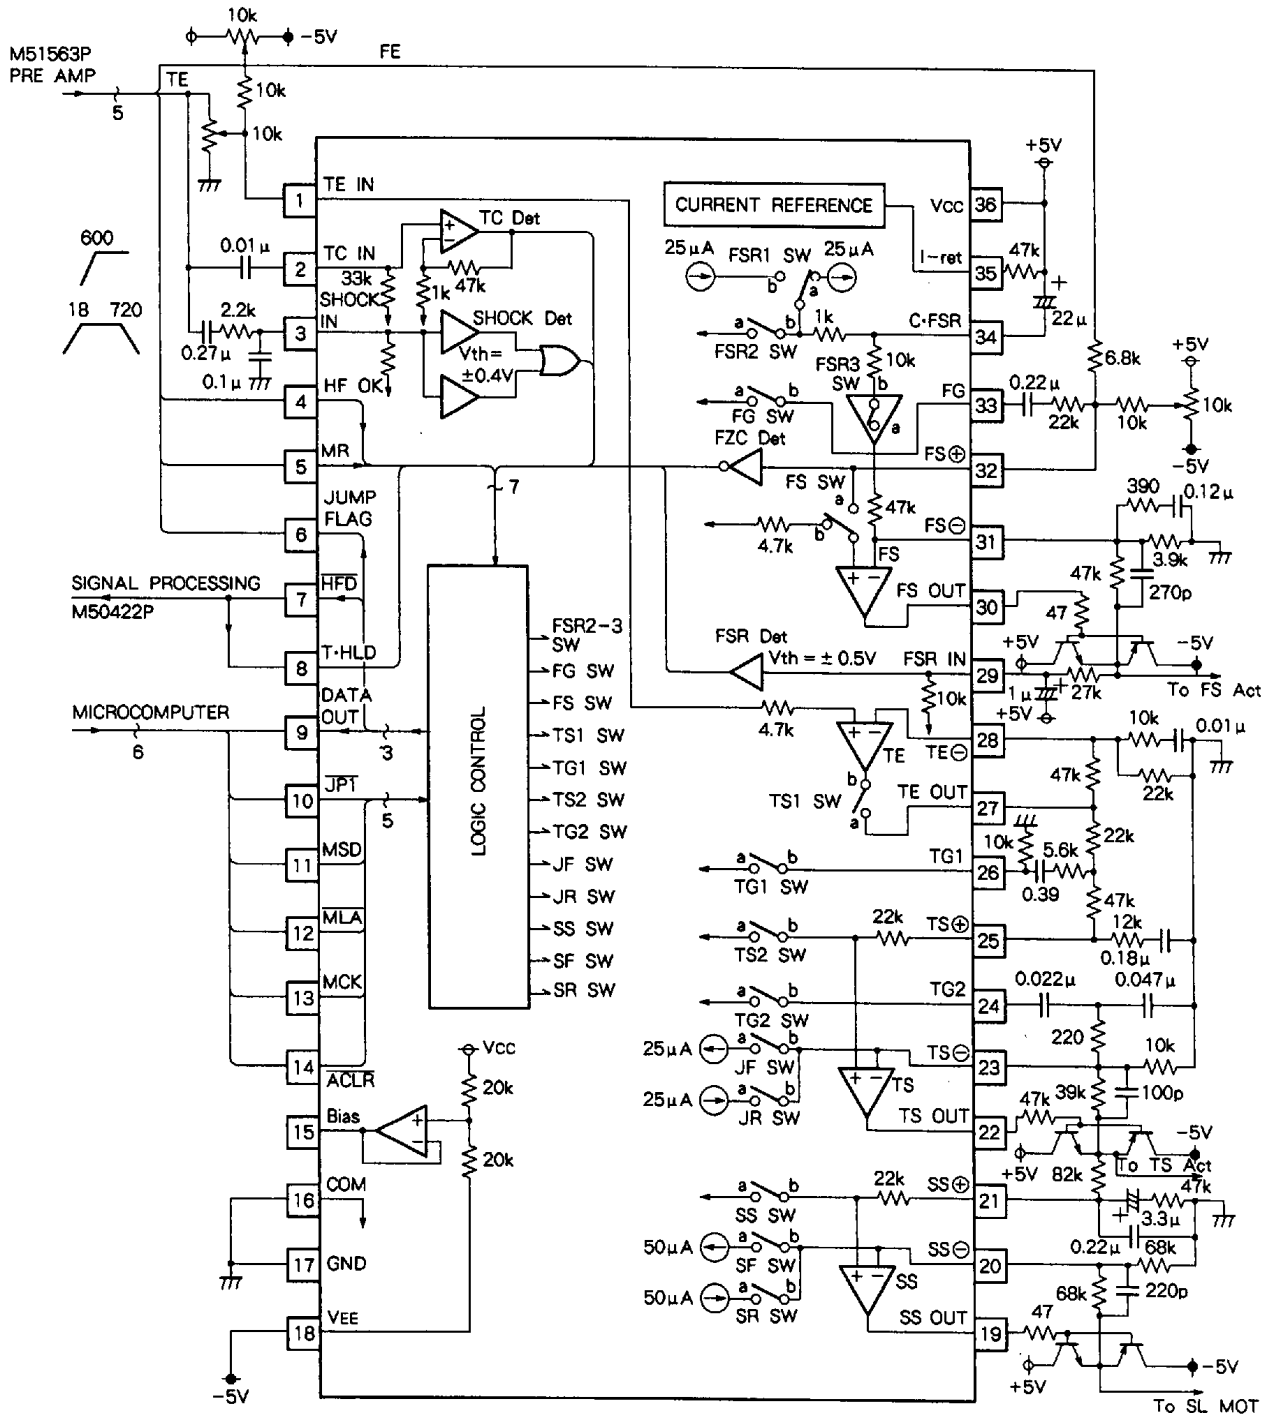 10k
-5V
M51563P
PRE AMP
TE
FE
5
10k
10k
600
18 720
0.01μ
2.2k
0.27μ
0.1μ
1
TE IN
2
TC IN
33k
SHOCK
3
IN
4
HF OK
5
MR
JUMP
6
FLAG
SIGNAL PROCESSING
M50422P
7
HFD
8
T·HLD
DATA
MICROCOMPUTER
6
9
OUT
3
10
JP1
5
11
MSD
12
MLA
13
MCK
14
ACLR
15
Bias
16
COM
17
GND
18
VEE
-5V
TC Det
+
−
47k
1k
SHOCK Det
Vth=
±0.4V
7
LOGIC CONTROL
FSR2-3
SW
FG SW
FS SW
TS1 SW
TG1 SW
TS2 SW
TG2 SW
JF SW
JR SW
SS SW
SF SW
SR SW
Vcc
20k
+
−
20k
CURRENT REFERENCE
25μA
FSR1 SW
25μA
b
a
a b
FSR2 SW
1k
FSR3
SW
10k
b
a
a b
FG SW
FZC Det
FS SW
a
b
4.7k
47k
FS
+ −
FSR Det
Vth=±0.5V
10k
4.7k
+ −
TE
b
TS1 SW
a
a b
TG1 SW
a b
TS2 SW
22k
a b
TG2 SW
25μA
a b
JF SW
25μA
a b
JR SW
+ −
TS
a b
SS SW
22k
50μA
a b
SF SW
50μA
a b
SR SW
+ −
SS
Vcc
36
+5V
I-ret
35
47k
+
22μ
C·FSR
34
6.8k
+5V
FG
33
0.22μ
22k
10k
10k
-5V
FS⊕
32
390
0.12μ
FS⊖
31
3.9k
47k
270p
FS OUT
30
47
+5V
-5V
FSR IN
29
1μ
+
27k
+5V
To FS Act
TE⊖
28
10k
0.01μ
47k
22k
TE OUT
27
10k
22k
TG1
26
5.6k
0.39
47k
TS⊕
25
12k
0.18μ
TG2
24
0.022μ
0.047μ
220
TS⊖
23
10k
39k
100p
TS OUT
22
47k
+5V
-5V
To TS Act
82k
SS⊕
21
+
3.3μ
47k
0.22μ
68k
SS⊖
20
68k
220p
SS OUT
19
47
+5V
-5V
To SL MOT